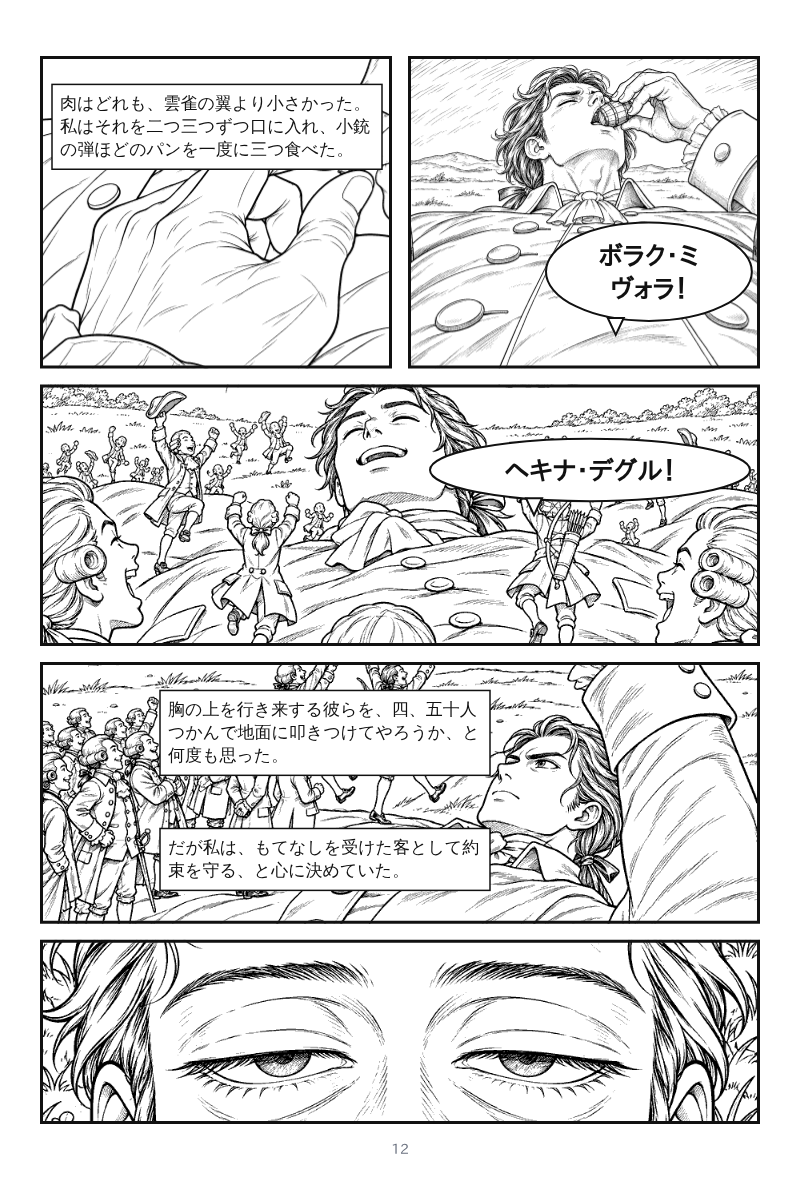 肉はどれも、雲雀の翼より小さかった。
私はそれを二つ三つずつ口に入れ、小銃
の弾ほどのパンを一度に三つ食べた。
ボラク・ミ
ヴォラ！
ヘキナ・デグル！
胸の上を行き来する彼らを、四、五十人
つかんで地面に叩きつけてやろうか、と
何度も思った。
だが私は、もてなしを受けた客として約
束を守る、と心に決めていた。
12